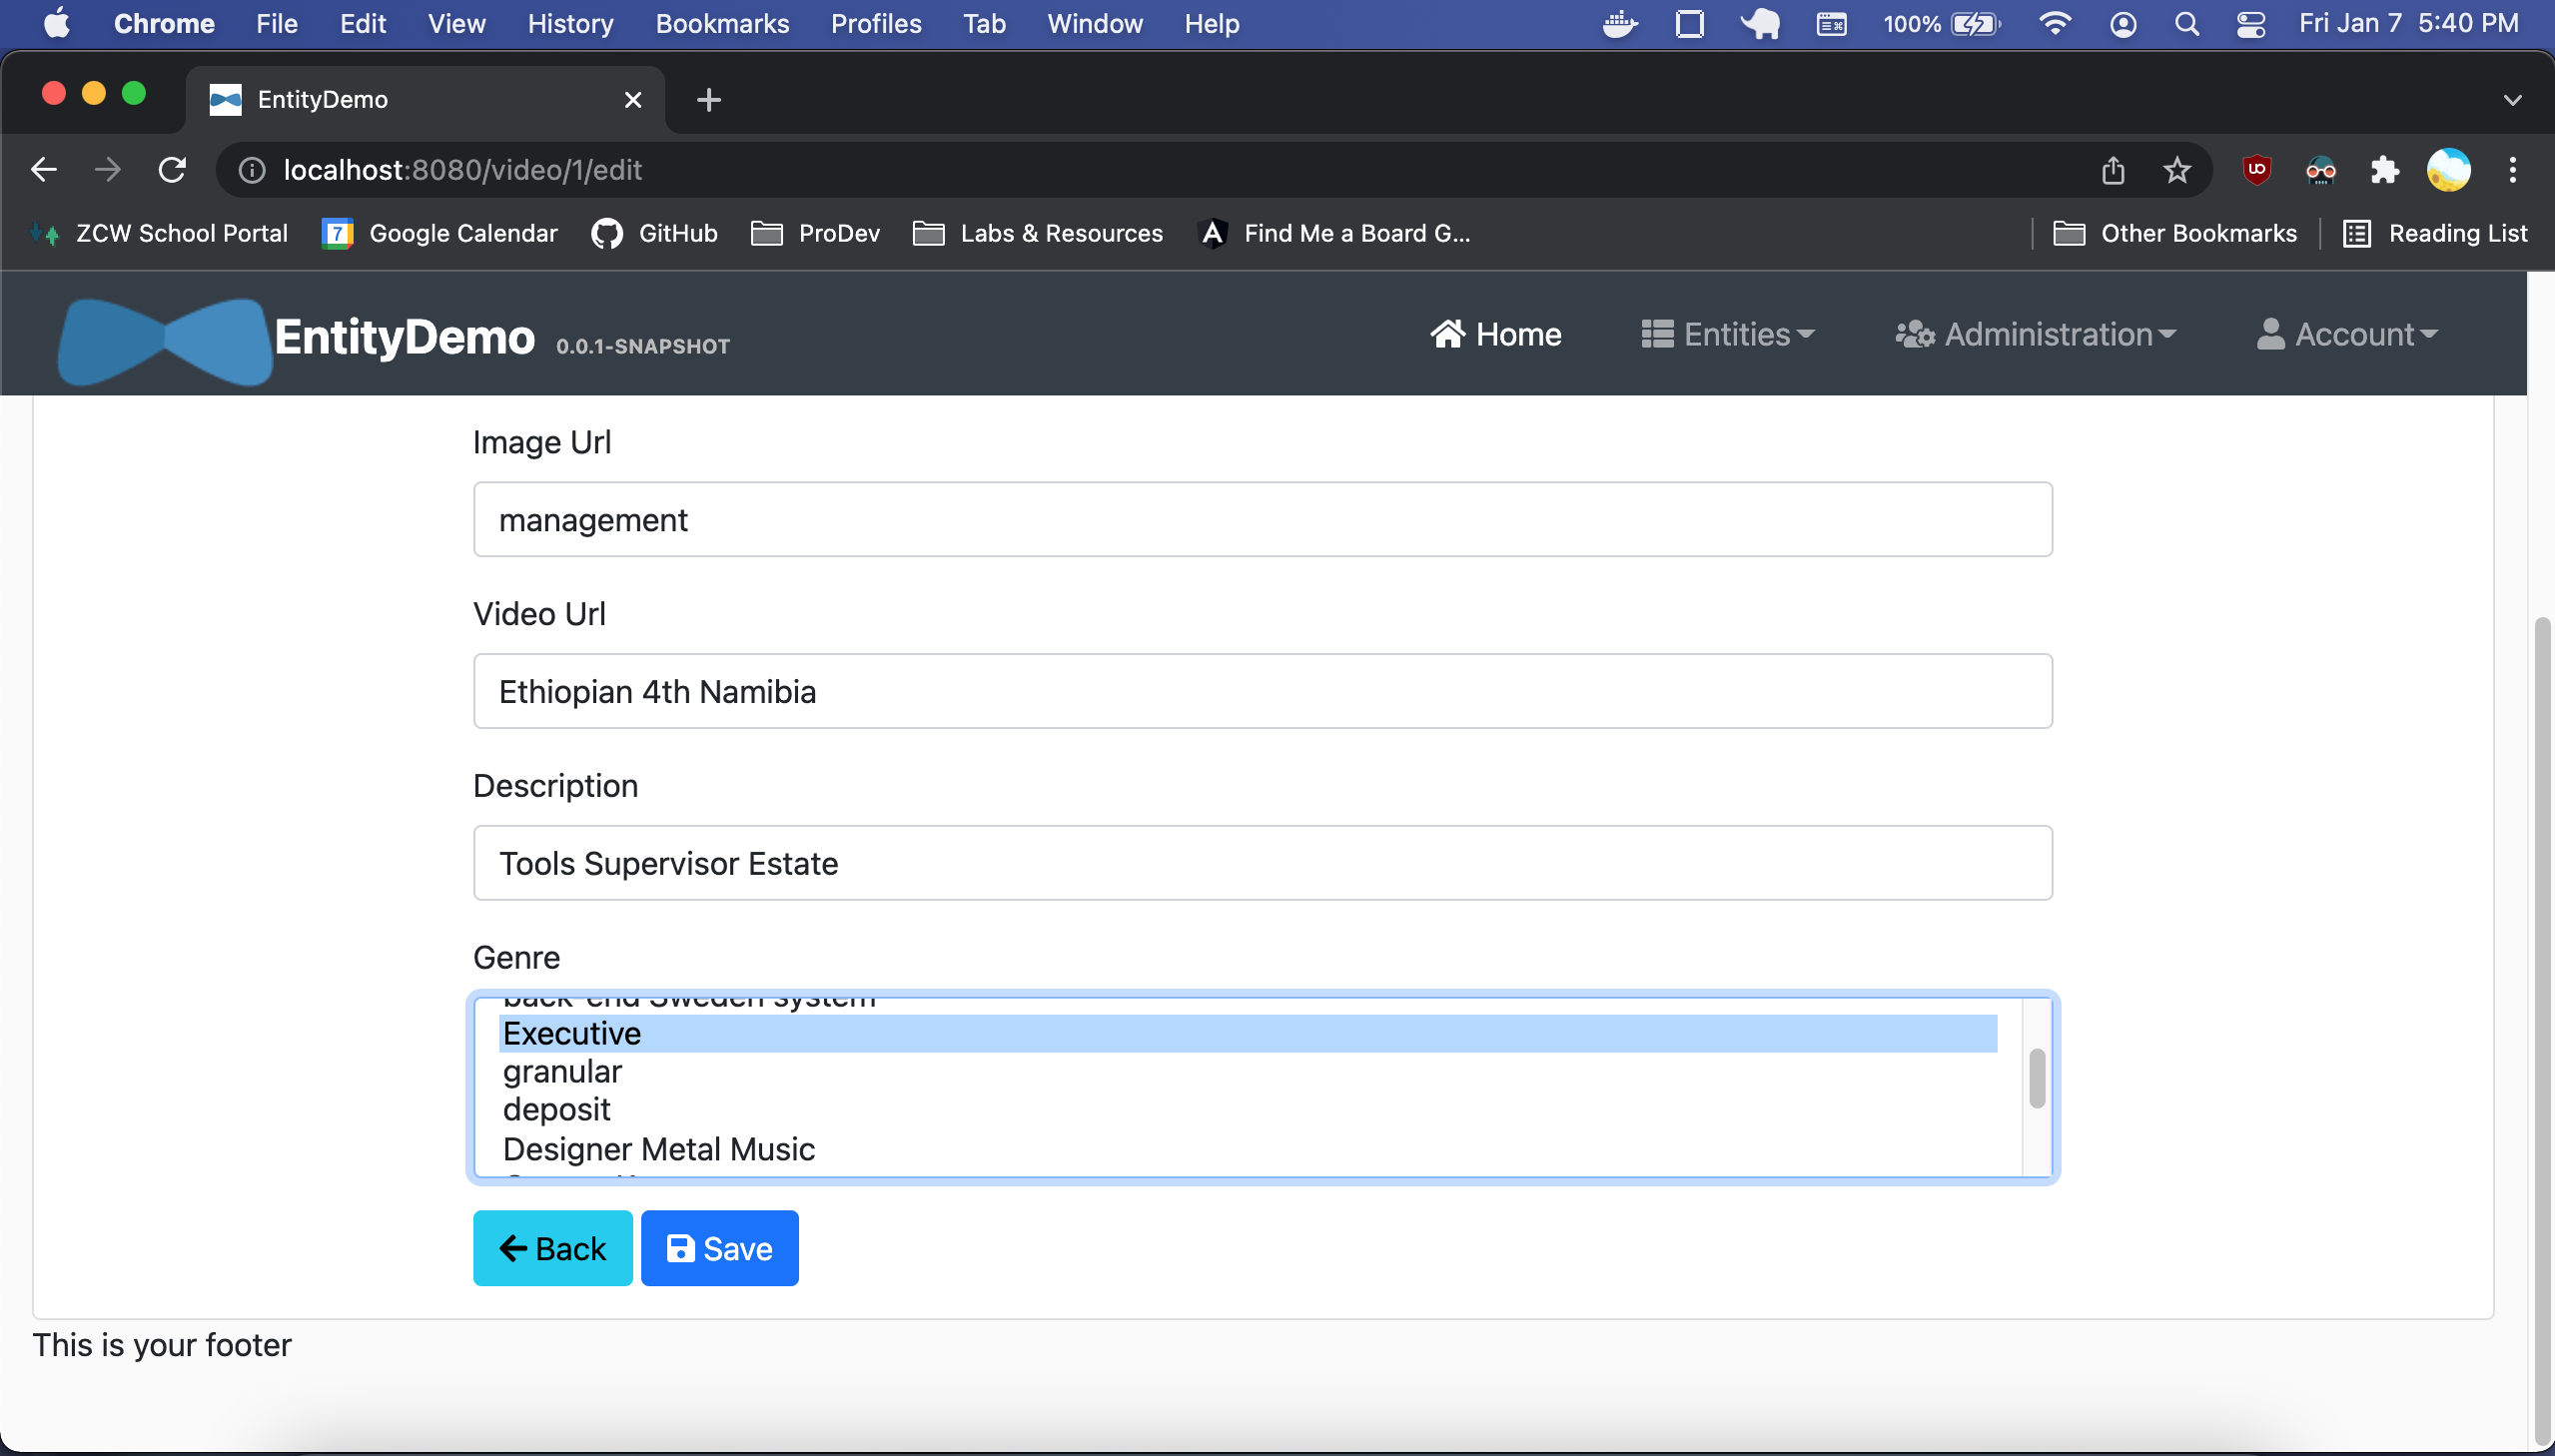 Chrome File Edit View History Bookmarks Profiles Tab Window Help 100% Fri Jan 7 5:40 PM
EntityDemo
localhost:8080/video/1/edit
ZCW School Portal 7 Google Calendar GitHub ProDev Labs & Resources Find Me a Board G... Other Bookmarks Reading List
EntityDemo 0.0.1-SNAPSHOT Home Entities Administration Account
Image Url
management
Video Url
Ethiopian 4th Namibia
Description
Tools Supervisor Estate
Genre
back-end Sweden system
Executive
granular
deposit
Designer Metal Music
Back Save
This is your footer